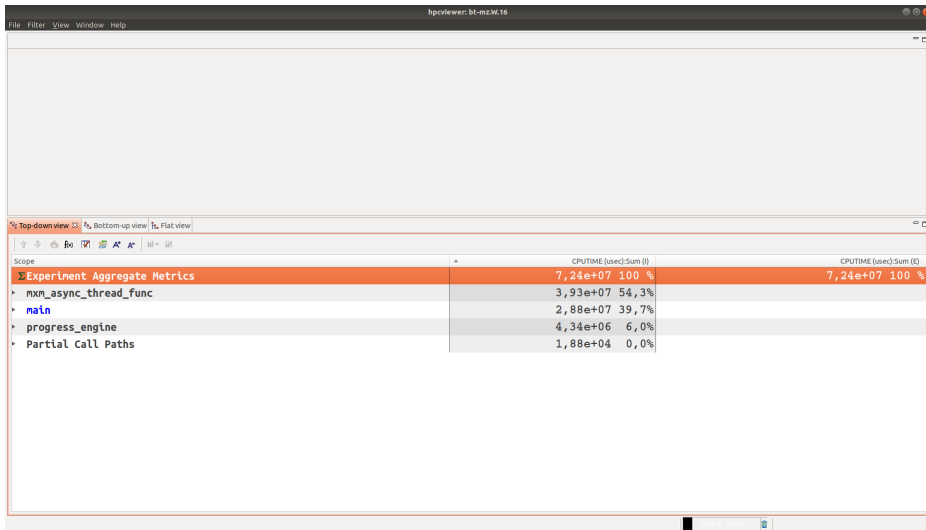 hpcviewer: bt-mz.W.16
File Filter View Window Help
Top-down view Bottom-up view Flat view
f(x) A+ A-
Scope CPUTIME (usec):Sum (I) CPUTIME (usec):Sum (E)
ΣExperiment Aggregate Metrics 7,24e+07 100 % 7,24e+07 100 %
mxm_async_thread_func 3,93e+07 54,3%
main 2,88e+07 39,7%
progress_engine 4,34e+06 6,0%
Partial Call Paths 1,88e+04 0,0%